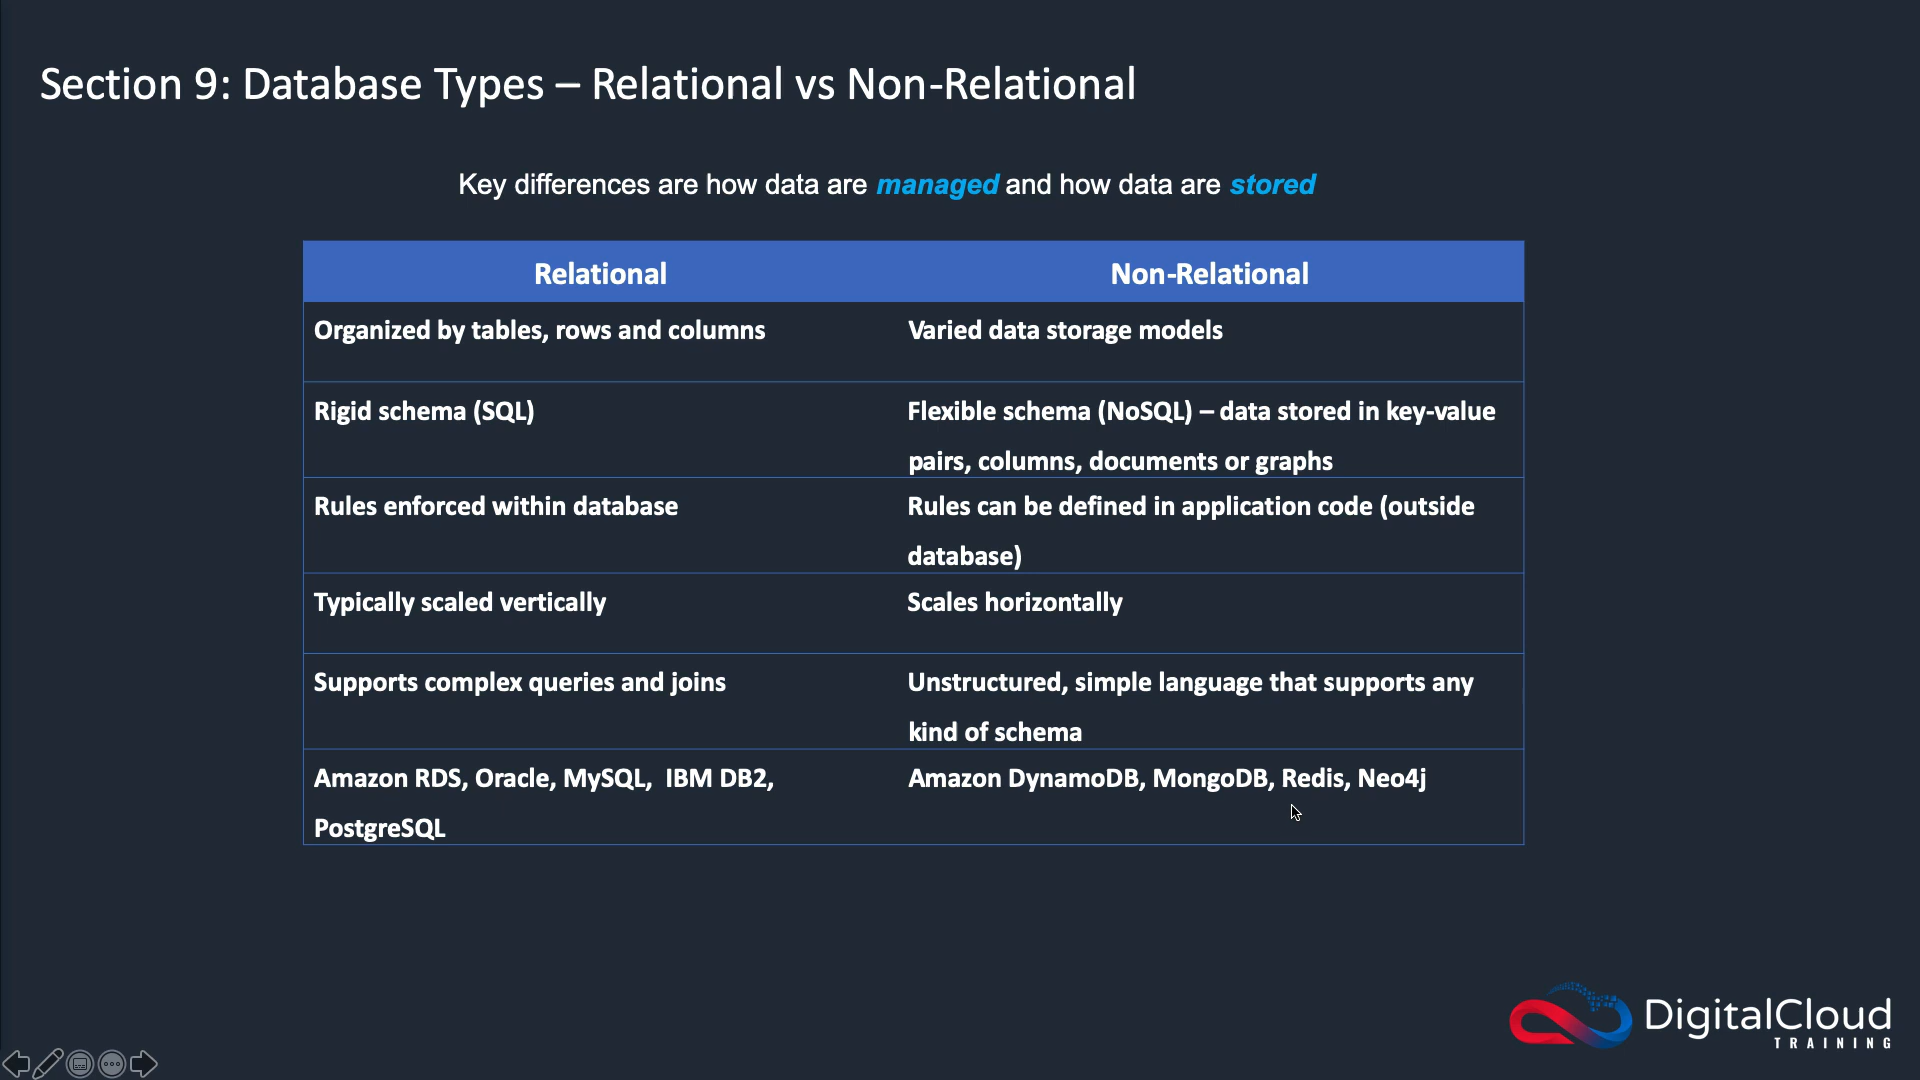 Section 9: Database Types – Relational vs Non-Relational
Key differences are how data are managed and how data are stored
Relational
Non-Relational
Organized by tables, rows and columns
Varied data storage models
Rigid schema (SQL)
Flexible schema (NoSQL) – data stored in key-value
pairs, columns, documents or graphs
Rules enforced within database
Rules can be defined in application code (outside
database)
Typically scaled vertically
Scales horizontally
Supports complex queries and joins
Unstructured, simple language that supports any
kind of schema
Amazon RDS, Oracle, MySQL,  IBM DB2,
PostgreSQL
Amazon DynamoDB, MongoDB, Redis, Neo4j
DigitalCloud
TRAINING